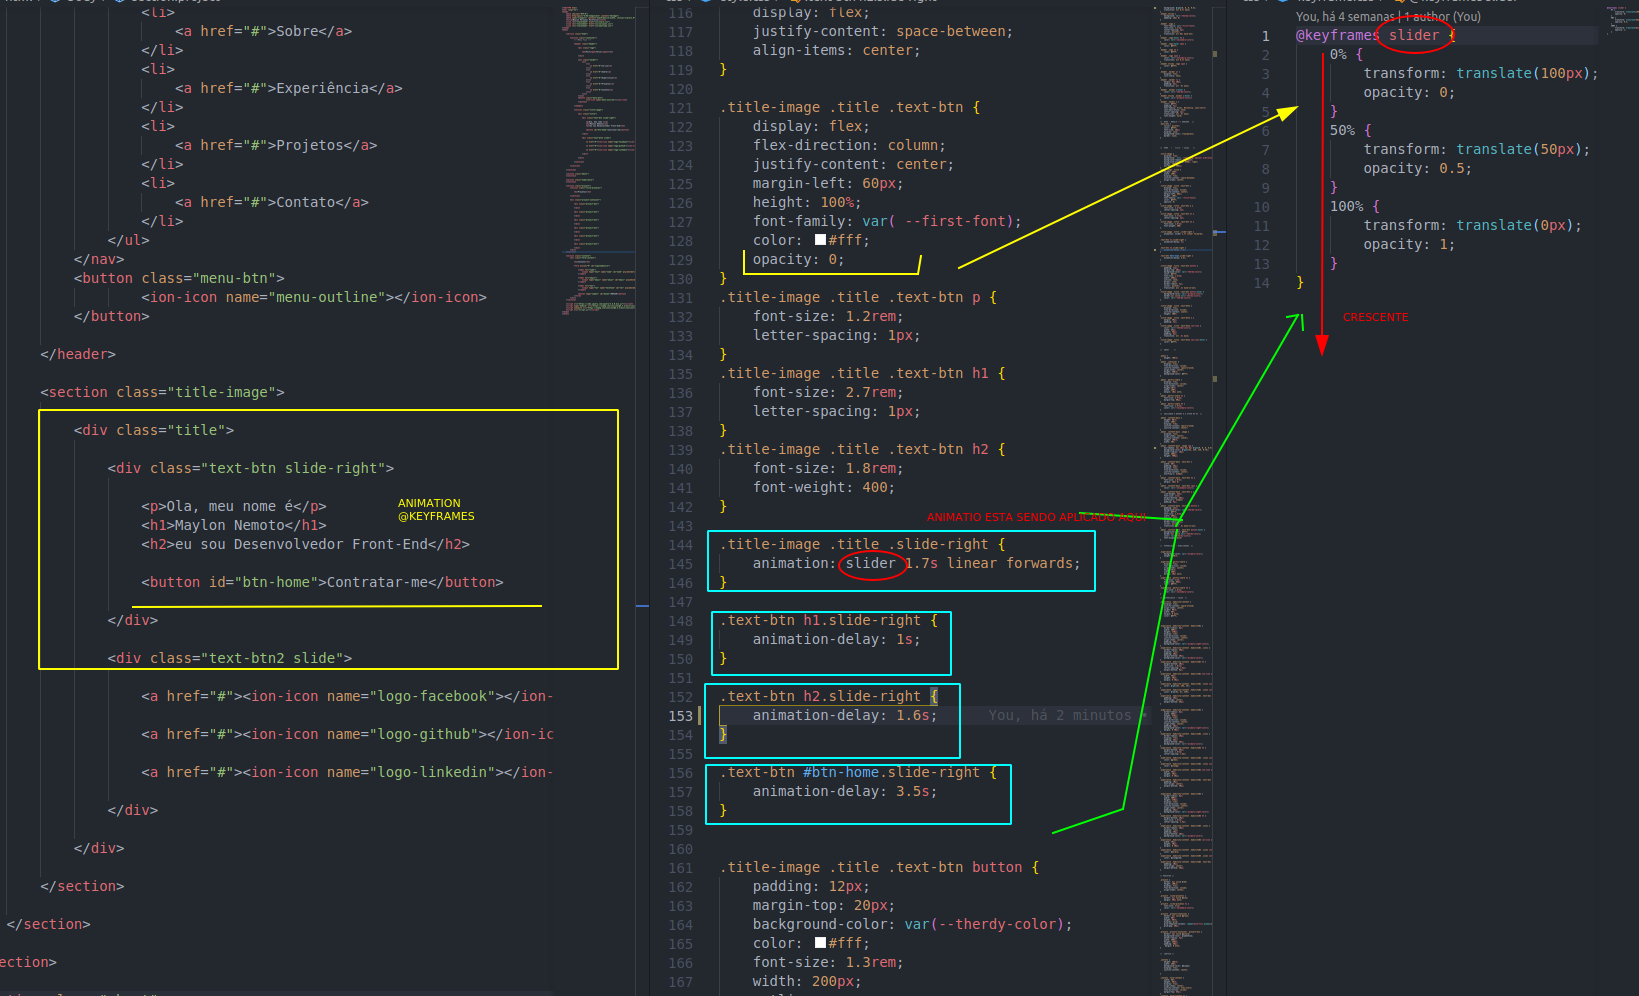 <li>
<a href="#">Sobre</a>
</li>
<li>
<a href="#">Experiência</a>
</li>
<li>
<a href="#">Projetos</a>
</li>
<li>
<a href="#">Contato</a>
</li>
</ul>
</nav>
<button class="menu-btn">
<ion-icon name="menu-outline"></ion-icon>
</button>
</header>
<section class="title-image">
<div class="title">
<div class="text-btn slide-right">
<p>Ola, meu nome é</p>
<h1>Maylon Nemoto</h1>
<h2>eu sou Desenvolvedor Front-End</h2>
<button id="btn-home">Contratar-me</button>
</div>
<div class="text-btn2 slide">
<a href="#"><ion-icon name="logo-facebook"></ion-
<a href="#"><ion-icon name="logo-github"></ion-ic
<a href="#"><ion-icon name="logo-linkedin"></ion-
</div>
</div>
</section>
</section>
ection>
ANIMATION
@KEYFRAMES
116 display: flex;
117 justify-content: space-between;
118 align-items: center;
119 }
120
121 .title-image .title .text-btn {
122 display: flex;
123 flex-direction: column;
124 justify-content: center;
125 margin-left: 60px;
126 height: 100%;
127 font-family: var( --first-font);
128 color: #fff;
129 opacity: 0;
130 }
131 .title-image .title .text-btn p {
132 font-size: 1.2rem;
133 letter-spacing: 1px;
134 }
135 .title-image .title .text-btn h1 {
136 font-size: 2.7rem;
137 letter-spacing: 1px;
138 }
139 .title-image .title .text-btn h2 {
140 font-size: 1.8rem;
141 font-weight: 400;
142 }
143
ANIMATIO ESTA SENDO APLICADO AQUI
144 .title-image .title .slide-right {
145 animation: slider 1.7s linear forwards;
146 }
147
148 .text-btn h1.slide-right {
149 animation-delay: 1s;
150 }
151
152 .text-btn h2.slide-right {
153 animation-delay: 1.6s; You, há 2 minutos •
154 }
155
156 .text-btn #btn-home.slide-right {
157 animation-delay: 3.5s;
158 }
159
160
161 .title-image .title .text-btn button {
162 padding: 12px;
163 margin-top: 20px;
164 background-color: var(--therdy-color);
165 color: #fff;
166 font-size: 1.3rem;
167 width: 200px;
You, há 4 semanas | 1 author (You)
1 @keyframes slider {
2 0% {
3 transform: translate(100px);
4 opacity: 0;
5 }
6 50% {
7 transform: translate(50px);
8 opacity: 0.5;
9 }
10 100% {
11 transform: translate(0px);
12 opacity: 1;
13 }
14 }
CRESCENTE